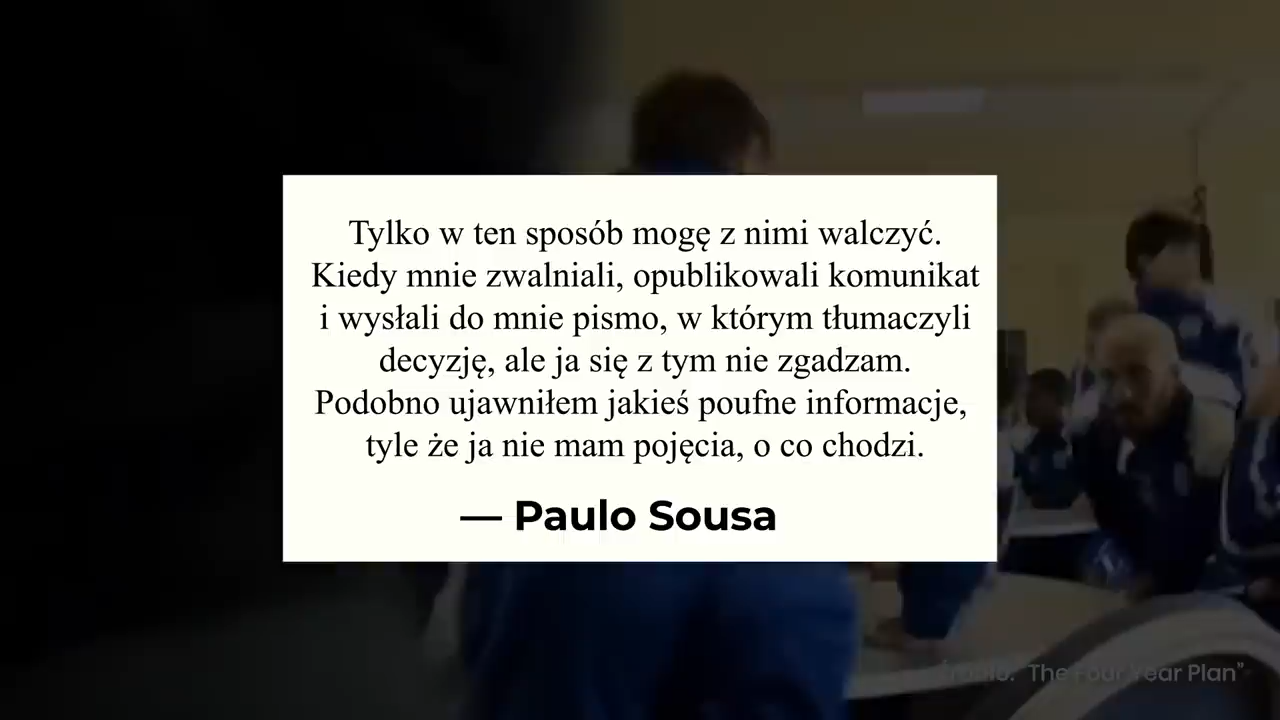 Tylko w ten sposób mogę z nimi walczyć.
Kiedy mnie zwalniali, opublikowali komunikat
i wysłali do mnie pismo, w którym tłumaczyli
decyzję, ale ja się z tym nie zgadzam.
Podobno ujawniłem jakieś poufne informacje,
tyle że ja nie mam pojęcia, o co chodzi.
— Paulo Sousa
"The Four Year Plan”